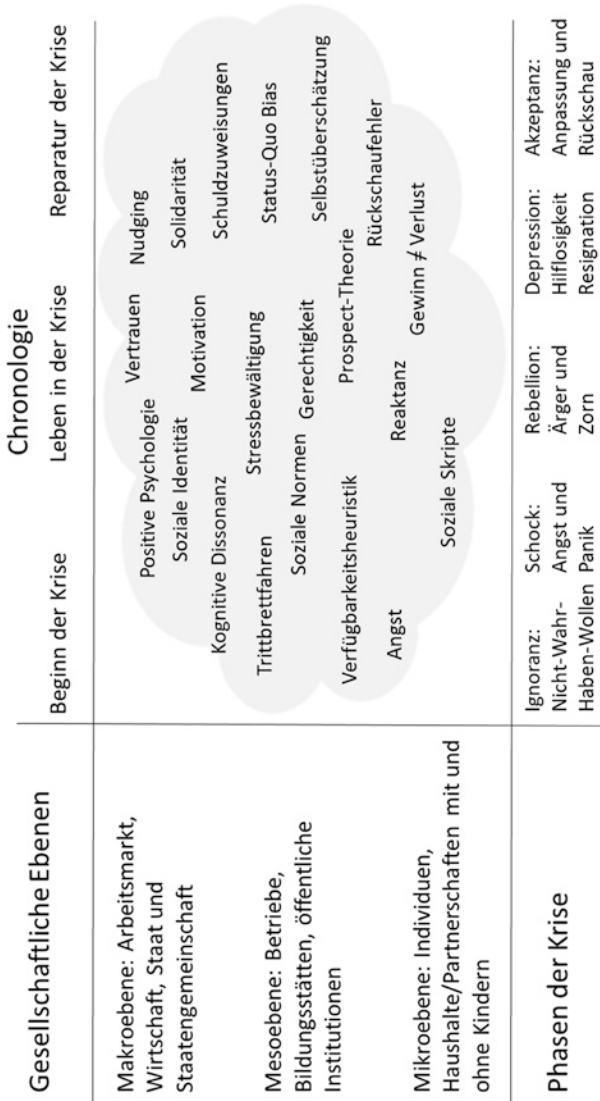 Gesellschaftliche Ebenen
Chronologie
Beginn der Krise
Leben in der Krise
Reparatur der Krise
Makroebene: Arbeitsmarkt,
Wirtschaft, Staat und
Staatengemeinschaft
Mesoebene: Betriebe,
Bildungsstätten, öffentliche
Institutionen
Mikroebene: Individuen,
Haushalte/Partnerschaften mit und
ohne Kindern
Positive Psychologie
Vertrauen
Nudging
Soziale Identität
Motivation
Solidarität
Kognitive Dissonanz
Schuldzuweisungen
Trittbrettfahren
Stressbewältigung
Status-Quo Bias
Soziale Normen
Gerechtigkeit
Selbstüberschätzung
Verfügbarkeitsheuristik
Prospect-Theorie
Rückschaufehler
Angst
Reaktanz
Gewinn ≠ Verlust
Soziale Skripte
Phasen der Krise
Ignoranz:
Nicht-Wahr-
Haben-Wollen
Schock:
Angst und
Panik
Rebellion:
Ärger und
Zorn
Depression:
Hilflosigkeit
Resignation
Akzeptanz:
Anpassung und
Rückschau